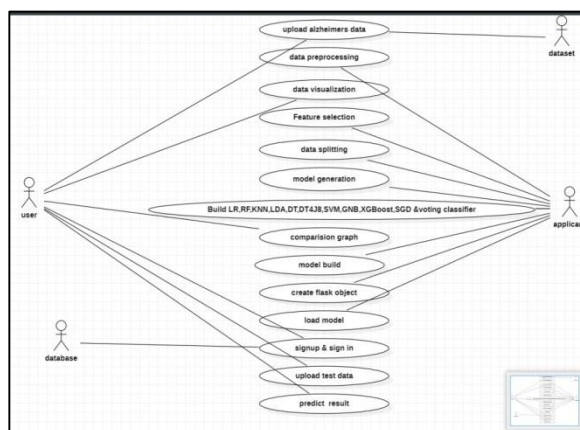 upload alzheimers data
dataset
data preprocessing
data visualization
Feature selection
data splitting
model generation
user
Build LR,RF,KNN,LDA,DT,DT4J8,SVM,GNB,XGBoost,SGD &voting classifier
applicat
comparision graph
model build
create flask object
load model
database
signup & sign in
upload test data
predict result